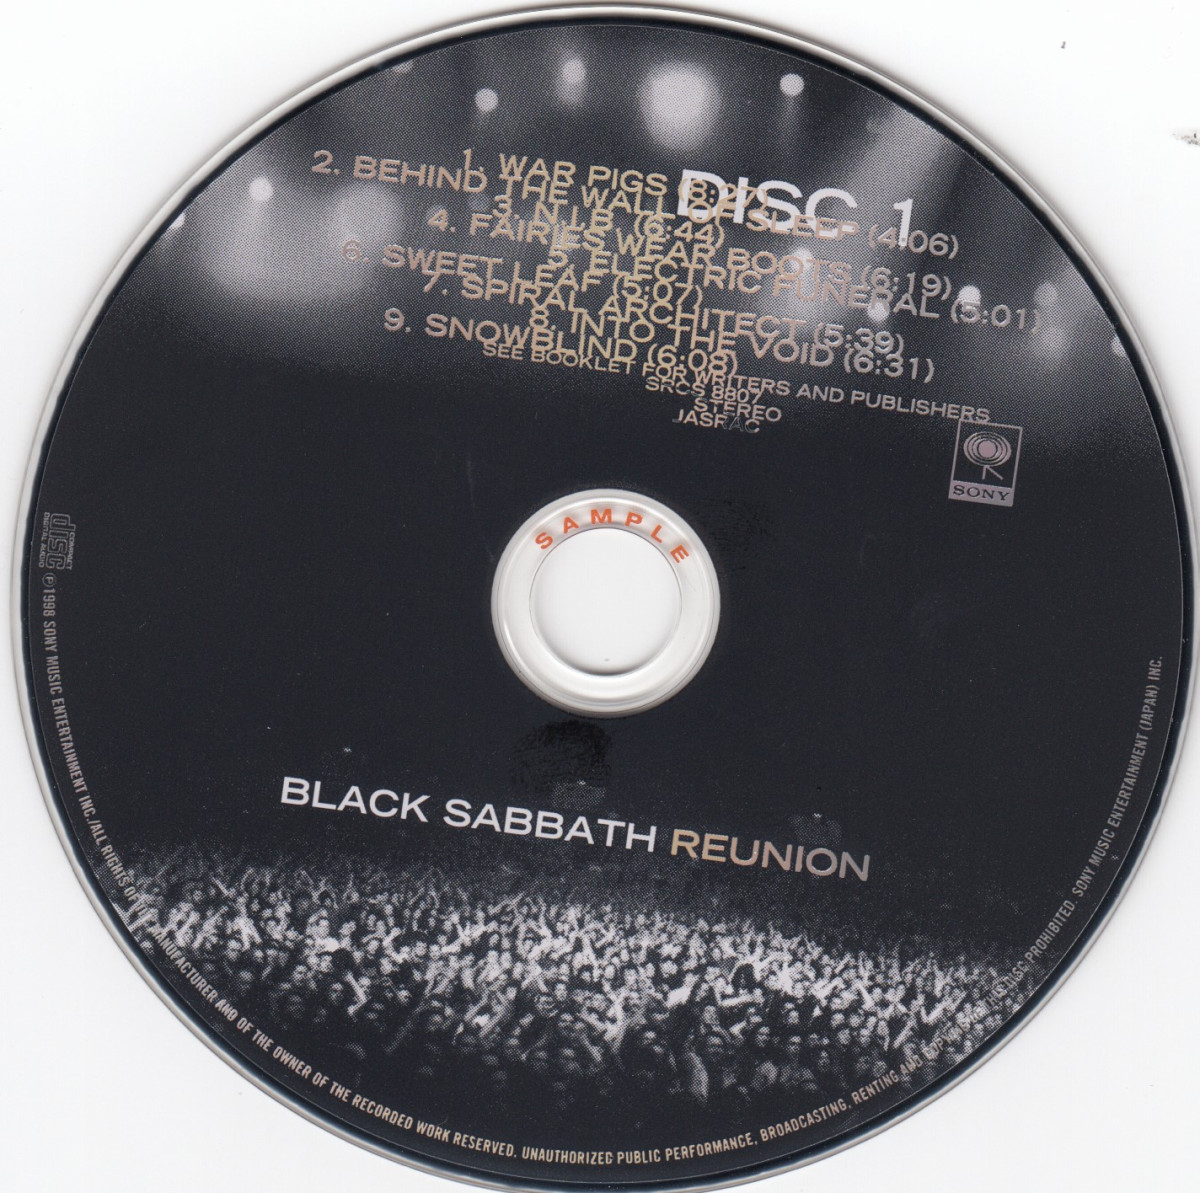 DISC 1
1. WAR PIGS (8:27)
2. BEHIND THE WALL OF SLEEP (4:06)
3. N.I.B. (6:44)
4. FAIRIES WEAR BOOTS (6:19)
5. ELECTRIC FUNERAL (5:01)
6. SWEET LEAF (5:07)
7. SPIRAL ARCHITECT (5:39)
8. INTO THE VOID (6:31)
9. SNOWBLIND (6:08)
SEE BOOKLET FOR WRITERS AND PUBLISHERS
SRCS 8807
STEREO
JASRAC
SONY
SAMPLE
COMPACT
disc
DIGITAL AUDIO
BLACK SABBATH REUNION
℗1998 SONY MUSIC ENTERTAINMENT INC./ALL RIGHTS OF THE MANUFACTURER AND OF THE OWNER OF THE RECORDED WORK RESERVED. UNAUTHORIZED PUBLIC PERFORMANCE, BROADCASTING, RENTING AND COPYING OF THIS DISC PROHIBITED. SONY MUSIC ENTERTAINMENT (JAPAN) INC.